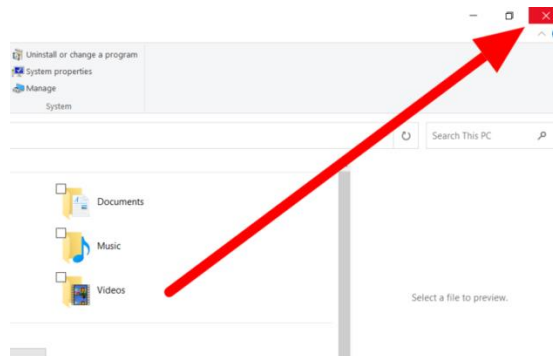 Uninstall or change a program
System properties
Manage
System
Search This PC
Documents
Music
Videos
Select a file to preview.